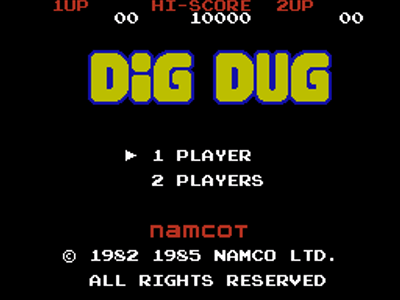 1UP HI-SCORE 2UP
00 10000 00
DiG DUG
1 PLAYER
2 PLAYERS
namcot
© 1982 1985 NAMCO LTD.
ALL RIGHTS RESERVED